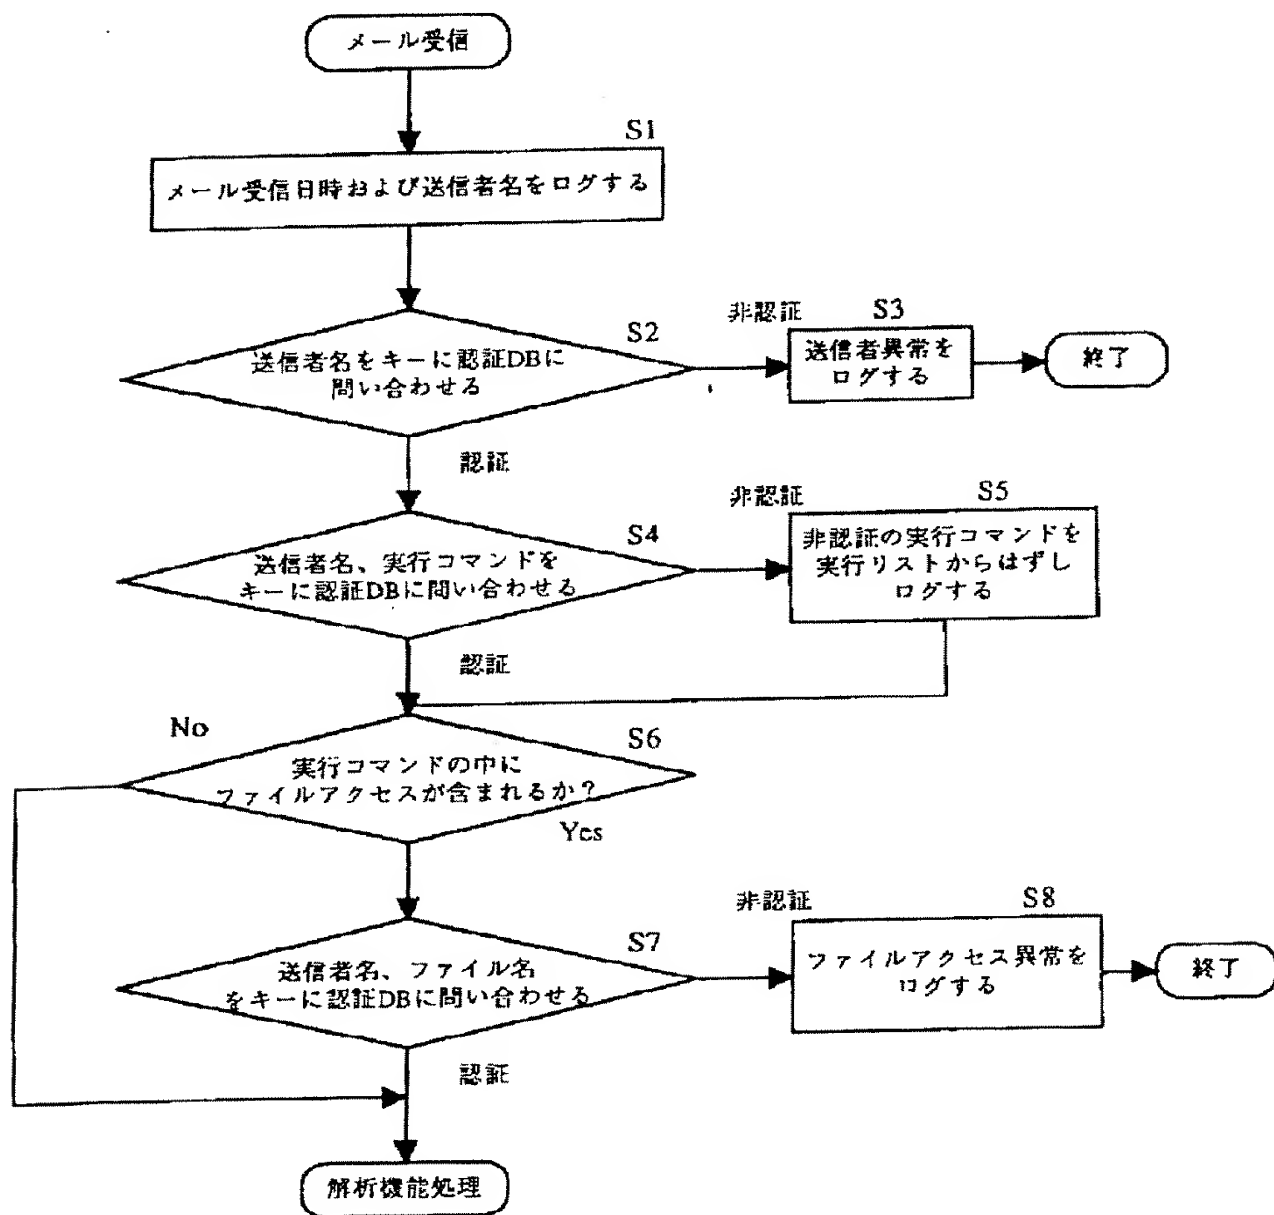 メール受信
S1
メール受信日時および送信者名をログする
S2
送信者名をキーに認証DBに
問い合わせる
非認証
S3
送信者異常を
ログする
終了
認証
S4
送信者名、実行コマンドを
キーに認証DBに問い合わせる
非認証
S5
非認証の実行コマンドを
実行リストからはずし
ログする
認証
No
S6
実行コマンドの中に
ファイルアクセスが含まれるか？
Yes
S7
送信者名、ファイル名
をキーに認証DBに問い合わせる
非認証
S8
ファイルアクセス異常を
ログする
終了
認証
解析機能処理